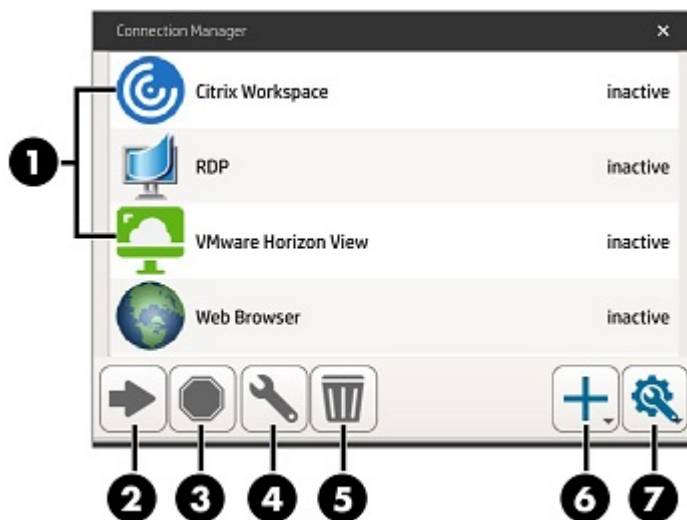 Connection Manager
Citrix Workspace inactive
1
RDP inactive
VMware Horizon View inactive
Web Browser inactive
2 3 4 5 6 7